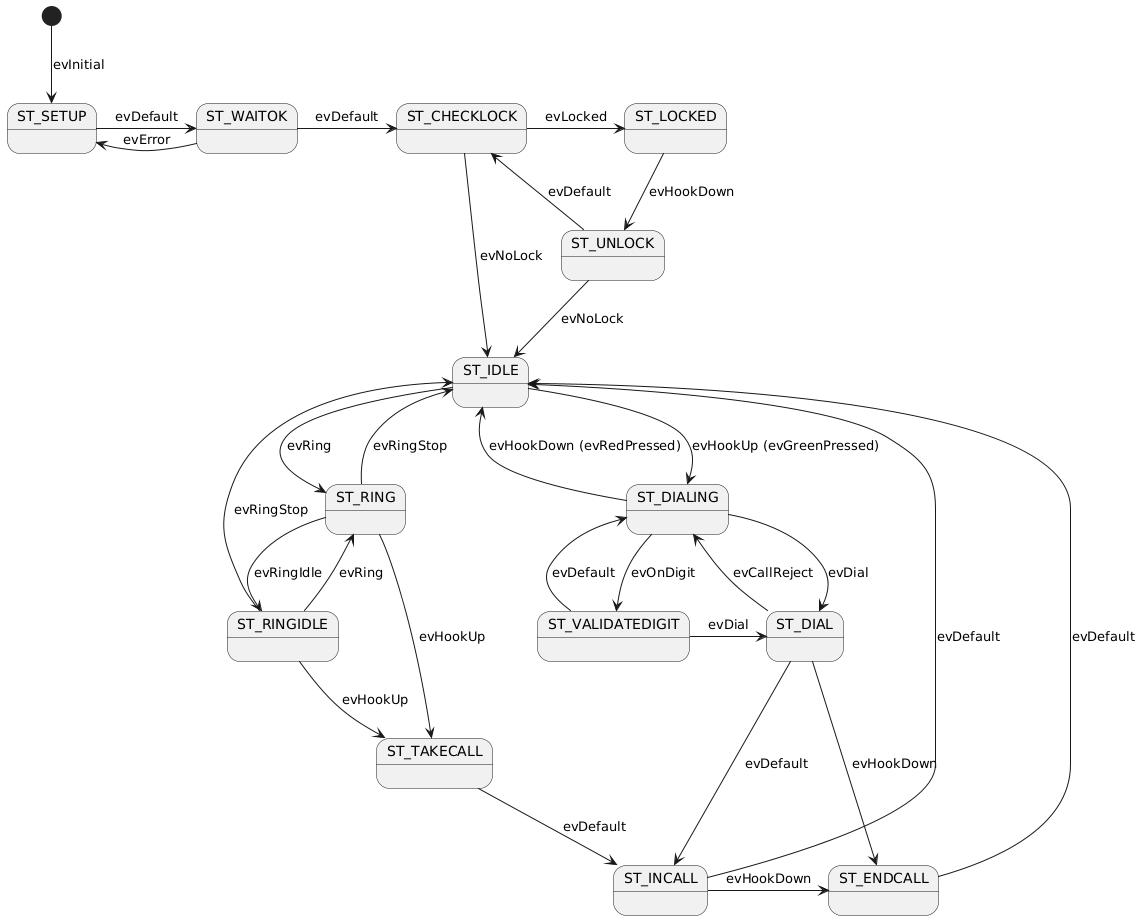 evInitial
ST_SETUP
evDefault
ST_WAITOK
evDefault
ST_CHECKLOCK
evLocked
ST_LOCKED
evError
evDefault
evHookDown
ST_UNLOCK
evNoLock
evNoLock
ST_IDLE
evRing
evRingStop
evHookDown (evRedPressed)
evHookUp (evGreenPressed)
ST_RING
ST_DIALING
evRingStop
evRingIdle
evRing
evDefault
evOnDigit
evCallReject
evDial
ST_RINGIDLE
ST_VALIDATEDIGIT
evDial
ST_DIAL
evHookUp
evDefault
evDefault
evHookUp
ST_TAKECALL
evDefault
evHookDown
evDefault
ST_INCALL
evHookDown
ST_ENDCALL